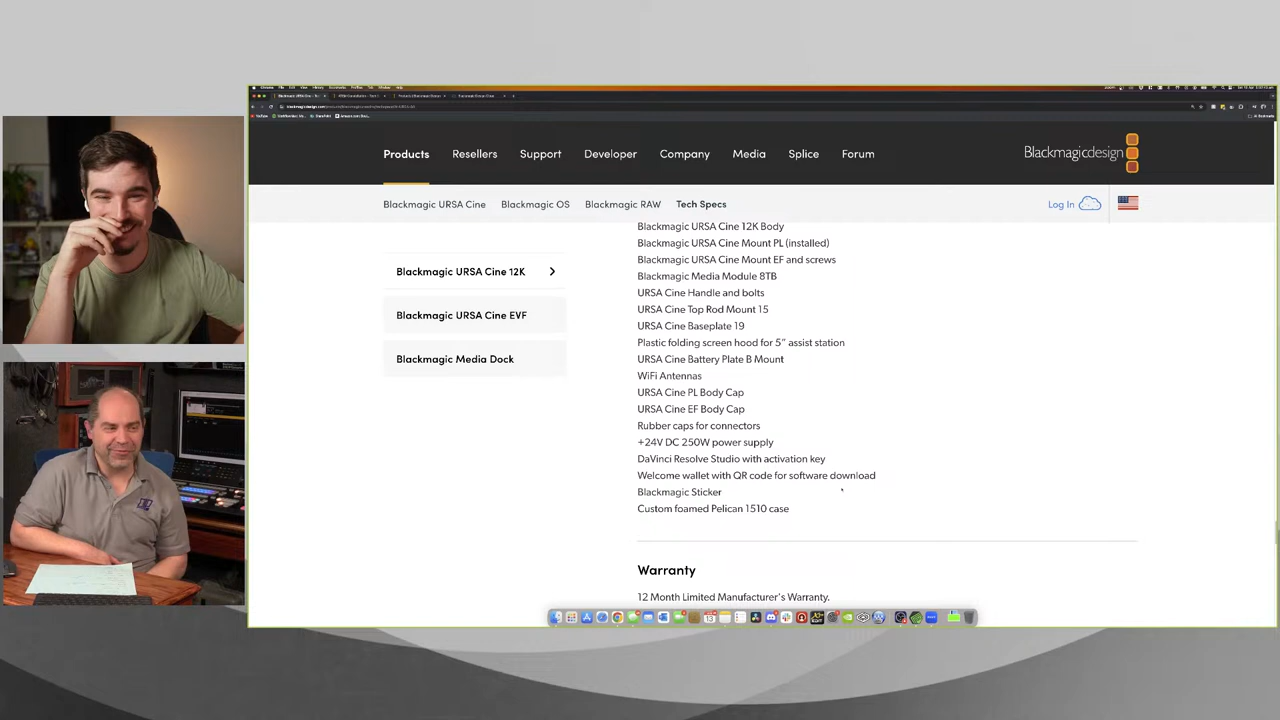 Products Resellers Support Developer Company Media Splice Forum
Blackmagicdesign
Blackmagic URSA Cine Blackmagic OS Blackmagic RAW Tech Specs
Log In
Blackmagic URSA Cine 12K
Blackmagic URSA Cine EVF
Blackmagic Media Dock
Blackmagic URSA Cine 12K Body
Blackmagic URSA Cine Mount PL (installed)
Blackmagic URSA Cine Mount EF and screws
Blackmagic Media Module 8TB
URSA Cine Handle and bolts
URSA Cine Top Rod Mount 15
URSA Cine Baseplate 19
Plastic folding screen hood for 5” assist station
URSA Cine Battery Plate B Mount
WiFi Antennas
URSA Cine PL Body Cap
URSA Cine EF Body Cap
Rubber caps for connectors
+24V DC 250W power supply
DaVinci Resolve Studio with activation key
Welcome wallet with QR code for software download
Blackmagic Sticker
Custom foamed Pelican 1510 case
Warranty
12 Month Limited Manufacturer's Warranty.